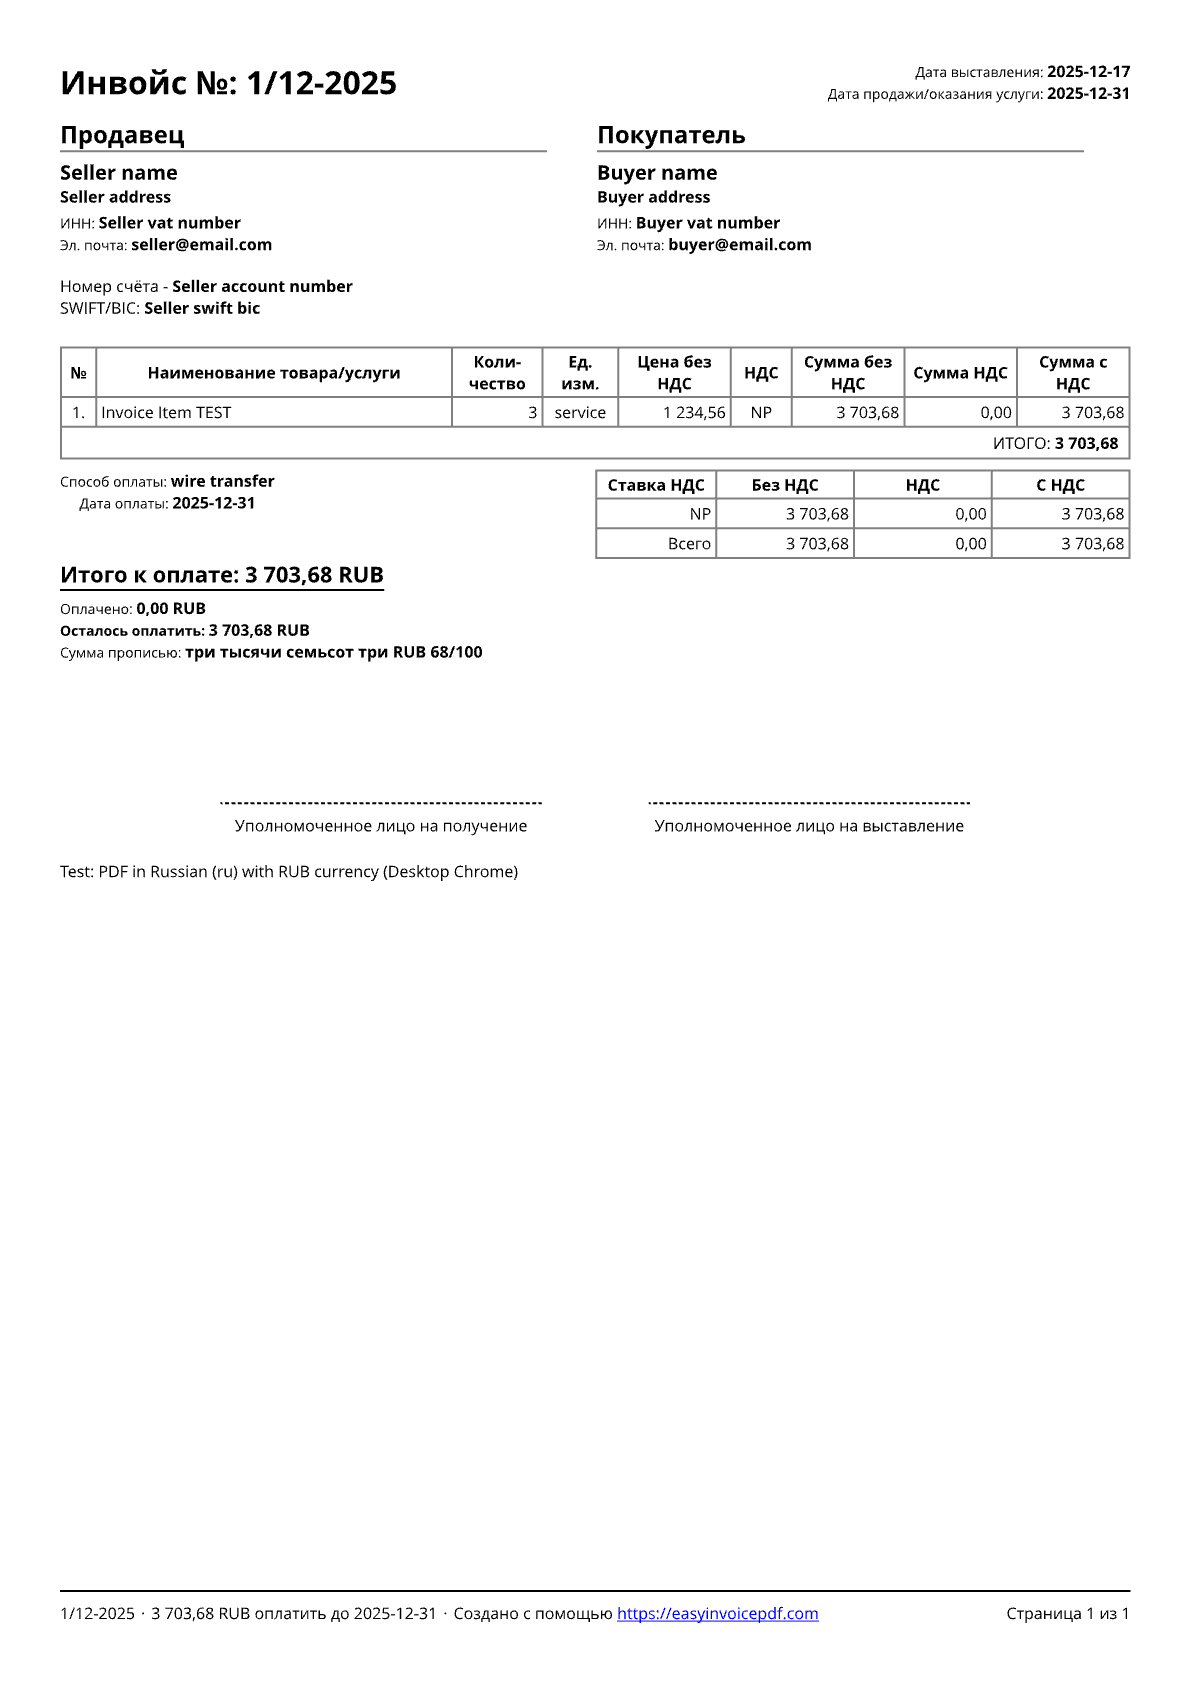 Инвойс №: 1/12-2025
Дата выставления: 2025-12-17
Дата продажи/оказания услуги: 2025-12-31
Продавец
Seller name
Seller address
ИНН: Seller vat number
Эл. почта: seller@email.com
Номер счёта - Seller account number
SWIFT/BIC: Seller swift bic
Покупатель
Buyer name
Buyer address
ИНН: Buyer vat number
Эл. почта: buyer@email.com
№ Наименование товара/услуги Коли-чество Ед. изм. Цена без НДС НДС Сумма без НДС Сумма НДС Сумма с НДС
1. Invoice Item TEST 3 service 1 234,56 NP 3 703,68 0,00 3 703,68
ИТОГО: 3 703,68
Способ оплаты: wire transfer
Дата оплаты: 2025-12-31
Ставка НДС Без НДС НДС С НДС
NP 3 703,68 0,00 3 703,68
Всего 3 703,68 0,00 3 703,68
Итого к оплате: 3 703,68 RUB
Оплачено: 0,00 RUB
Осталось оплатить: 3 703,68 RUB
Сумма прописью: три тысячи семьсот три RUB 68/100
Уполномоченное лицо на получение
Уполномоченное лицо на выставление
Test: PDF in Russian (ru) with RUB currency (Desktop Chrome)
1/12-2025 · 3 703,68 RUB оплатить до 2025-12-31 · Создано с помощью https://easyinvoicepdf.com
Страница 1 из 1